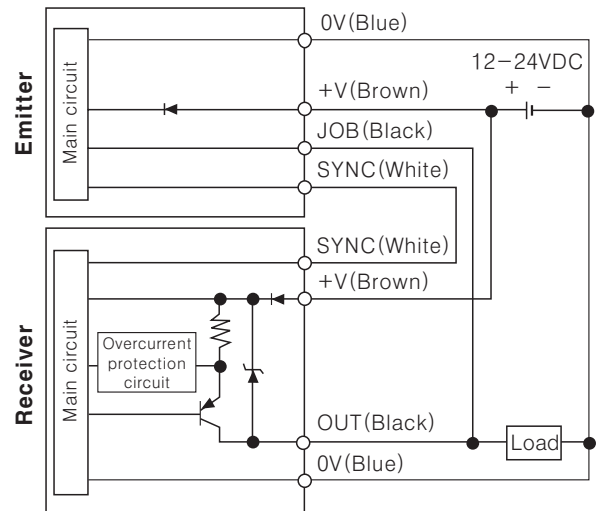 Emitter
Main circuit
0V(Blue)
12-24VDC
+ -
+V(Brown)
JOB(Black)
SYNC(White)
Receiver
Main circuit
SYNC(White)
+V(Brown)
Overcurrent
protection
circuit
OUT(Black)
Load
0V(Blue)